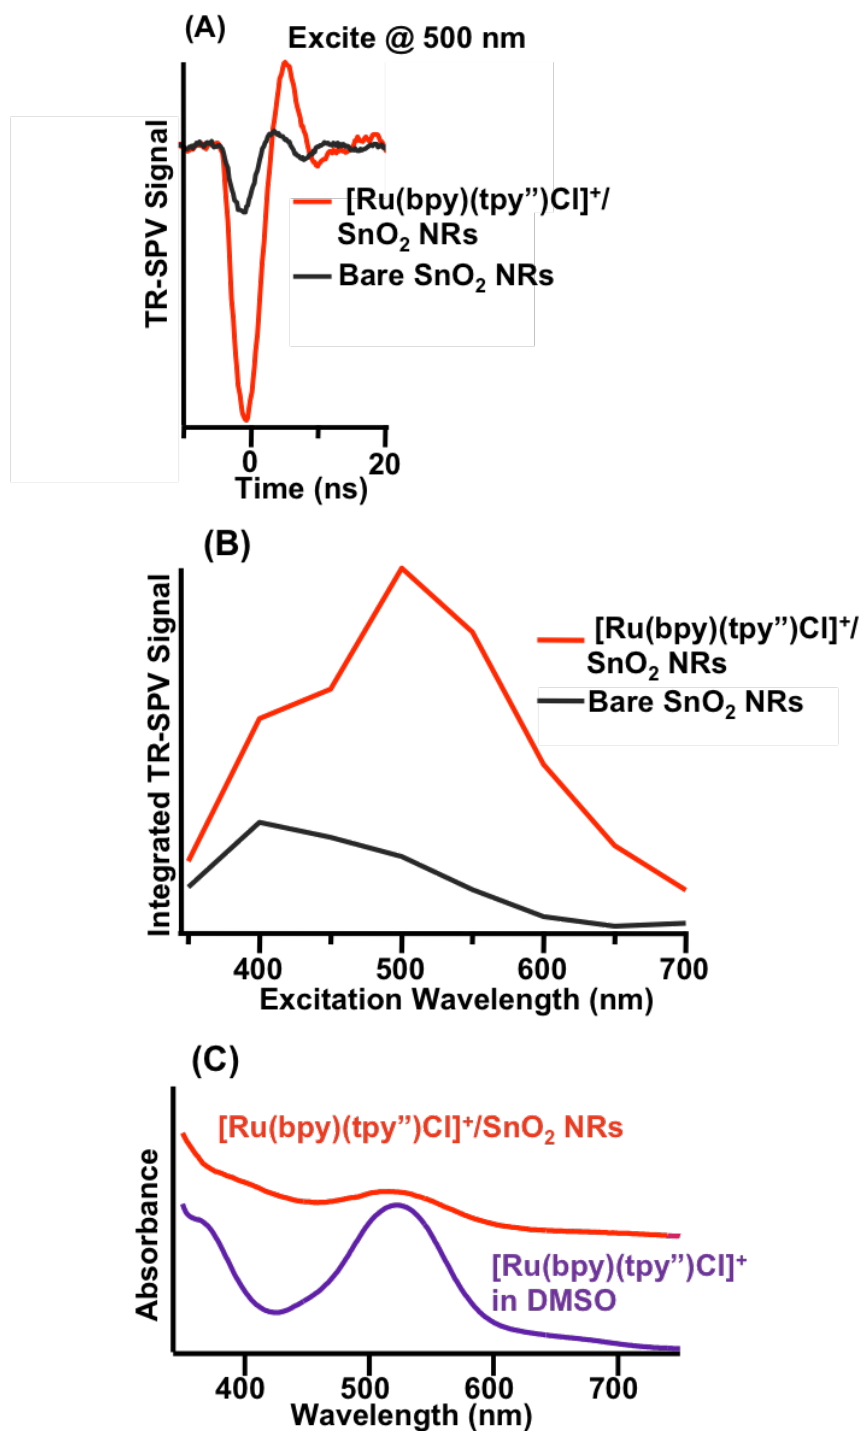 (A)
Excite @ 500 nm
TR-SPV Signal
[Ru(bpy)(tpy”)Cl]⁺/
SnO₂ NRs
Bare SnO₂ NRs
0
20
Time (ns)
(B)
Integrated TR-SPV Signal
[Ru(bpy)(tpy”)Cl]⁺/
SnO₂ NRs
Bare SnO₂ NRs
400
500
600
700
Excitation Wavelength (nm)
(C)
Absorbance
[Ru(bpy)(tpy”)Cl]⁺/SnO₂ NRs
[Ru(bpy)(tpy”)Cl]⁺
in DMSO
400
500
600
700
Wavelength (nm)